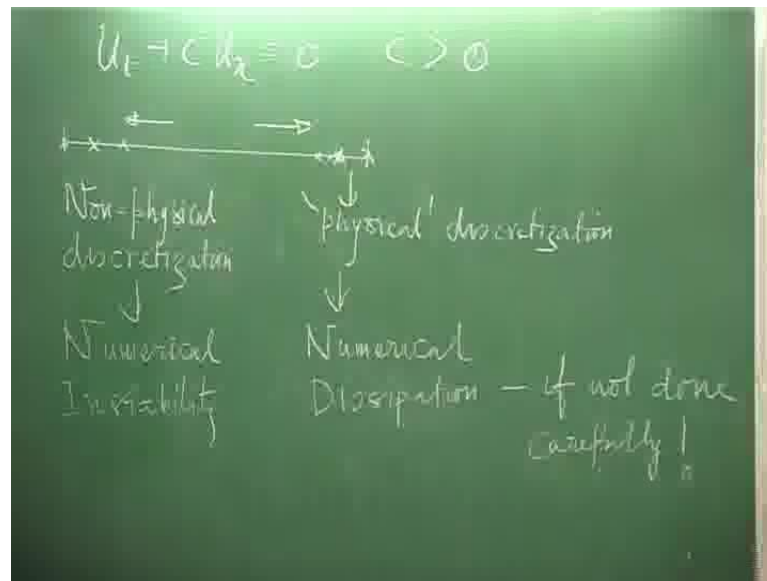 U_t + C U_x = 0 C > 0
Non-physical discretization
'physical' discretization
Numerical Instability
Numerical Dissipation – if not done carefully!